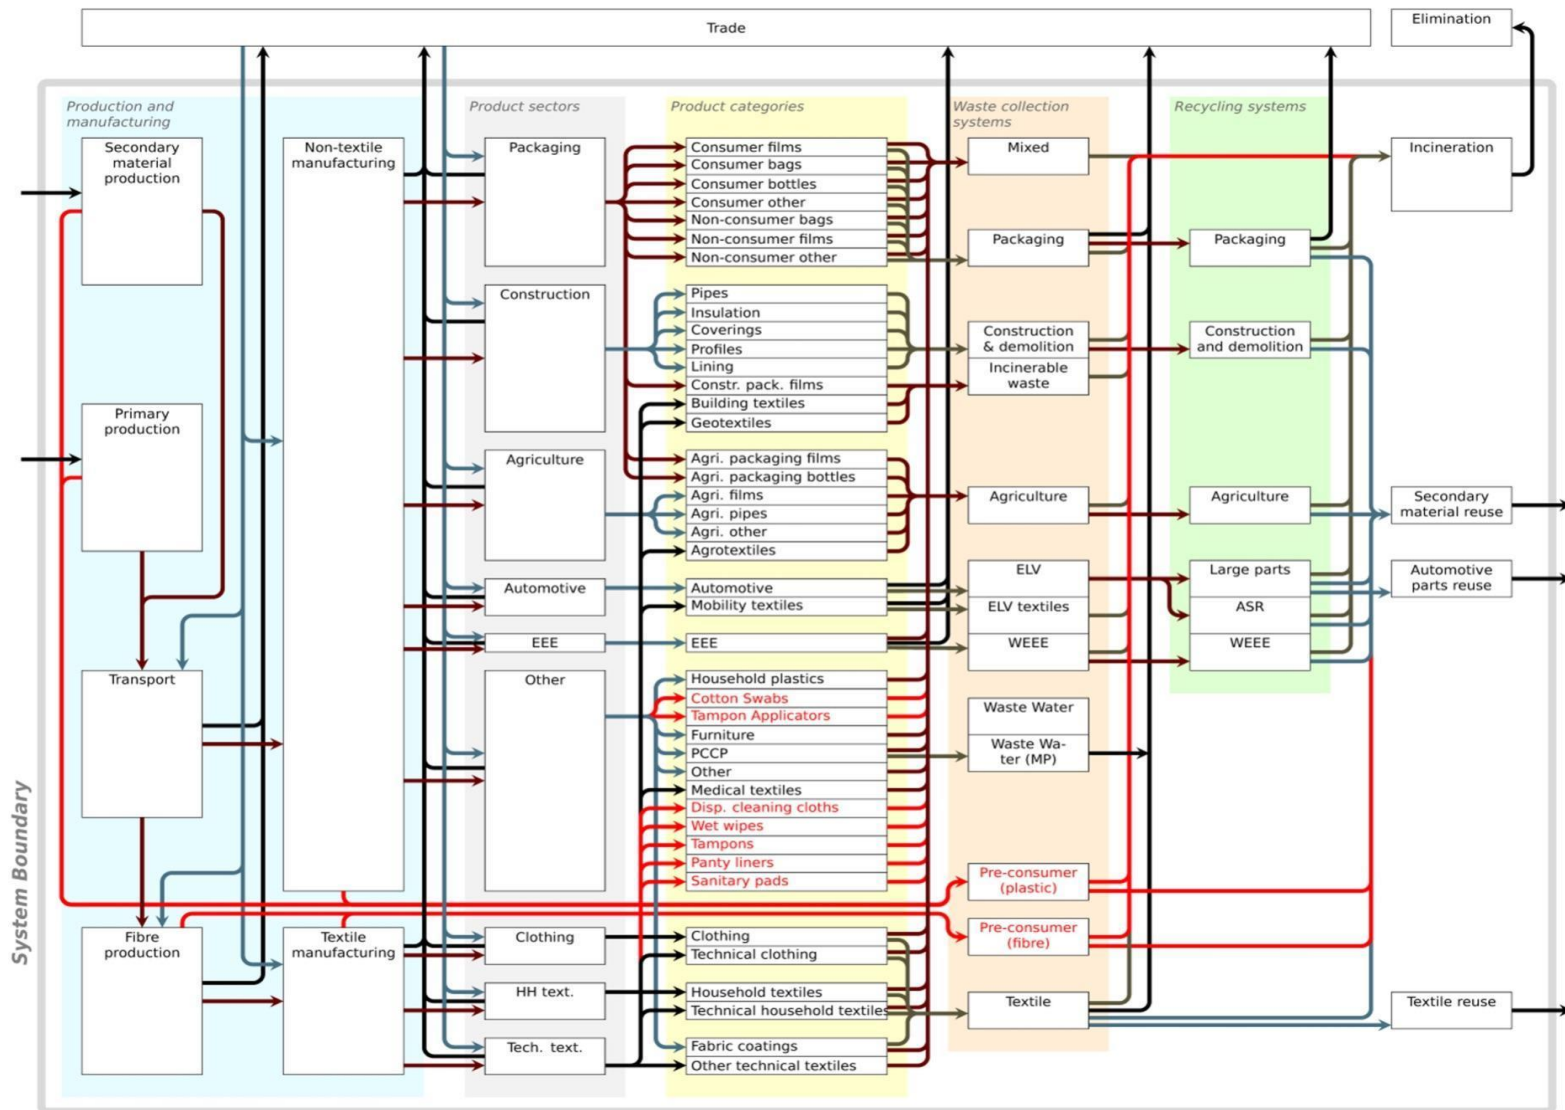 Trade
Elimination
Production and
manufacturing
Product sectors
Product categories
Waste collection
systems
Recycling systems
Secondary
material
production
Primary
production
Transport
Fibre
production
Non-textile
manufacturing
Textile
manufacturing
Packaging
Construction
Agriculture
Automotive
EEE
Other
Clothing
HH text.
Tech. text.
Consumer films
Consumer bags
Consumer bottles
Consumer other
Non-consumer bags
Non-consumer films
Non-consumer other
Pipes
Insulation
Coverings
Profiles
Lining
Constr. pack. films
Building textiles
Geotextiles
Agri. packaging films
Agri. packaging bottles
Agri. films
Agri. pipes
Agri. other
Agrotextiles
Automotive
Mobility textiles
EEE
Household plastics
Cotton Swabs
Tampon Applicators
Furniture
PCCP
Other
Medical textiles
Disp. cleaning cloths
Wet wipes
Tampons
Panty liners
Sanitary pads
Clothing
Technical clothing
Household textiles
Technical household textiles
Fabric coatings
Other technical textiles
Mixed
Packaging
Construction
& demolition
Incinerable
waste
Agriculture
ELV
ELV textiles
WEEE
Waste Water
Waste Wa-
ter (MP)
Pre-consumer
(plastic)
Pre-consumer
(fibre)
Textile
Packaging
Construction
and demolition
Agriculture
Large parts
ASR
WEEE
Incineration
Secondary
material reuse
Automotive
parts reuse
Textile reuse
System Boundary